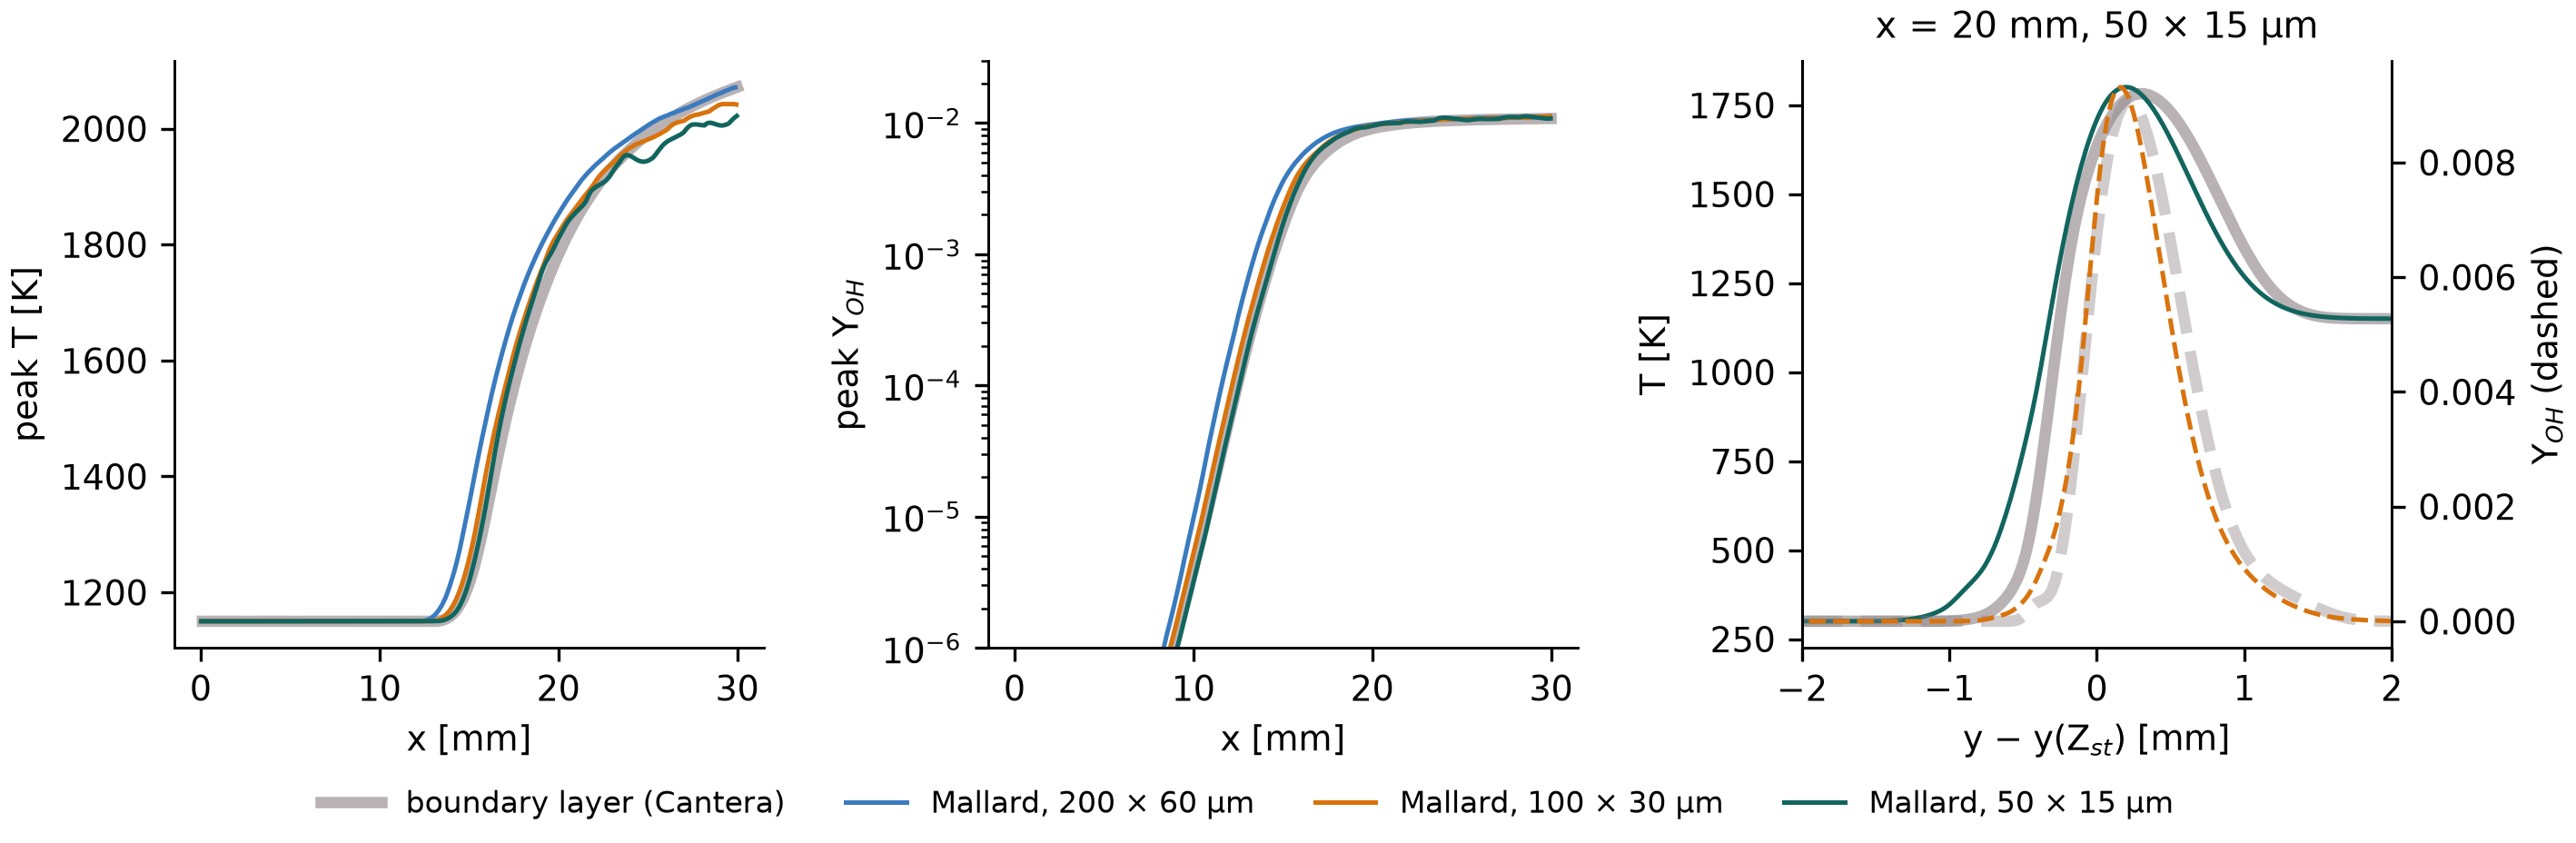 peak T [K]
2000
1800
1600
1400
1200
0 10 20 30
x [mm]
peak Y_OH
10⁻²
10⁻³
10⁻⁴
10⁻⁵
10⁻⁶
0 10 20 30
x [mm]
x = 20 mm, 50 × 15 µm
T [K]
1750
1500
1250
1000
750
500
250
−2 −1 0 1 2
y − y(Z_st) [mm]
0.008
0.006
0.004
0.002
0.000
Y_OH (dashed)
boundary layer (Cantera)
Mallard, 200 × 60 µm
Mallard, 100 × 30 µm
Mallard, 50 × 15 µm